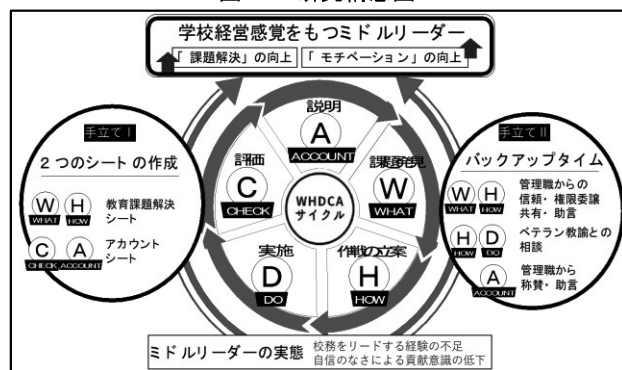 学校経営感覚をもつミドルリーダー
「課題解決」の向上 「モチベーション」の向上
手立てⅠ
2つのシートの作成
W WHAT H HOW
教育課題解決
シート
C CHECK A ACCOUNT
アカウント
シート
説明
A
ACCOUNT
評価
C
CHECK
課題発見
W
WHAT
WHDCA
サイクル
実施
D
DO
作戦の立案
H
HOW
手立てⅡ
バックアップタイム
W WHAT H HOW
管理職からの
信頼・権限委譲
共有・助言
H HOW D DO
ベテラン教諭との
相談
A ACCOUNT
管理職から
称賛・助言
ミドルリーダーの実態
校務をリードする経験の不足
自信のなさによる貢献意識の低下